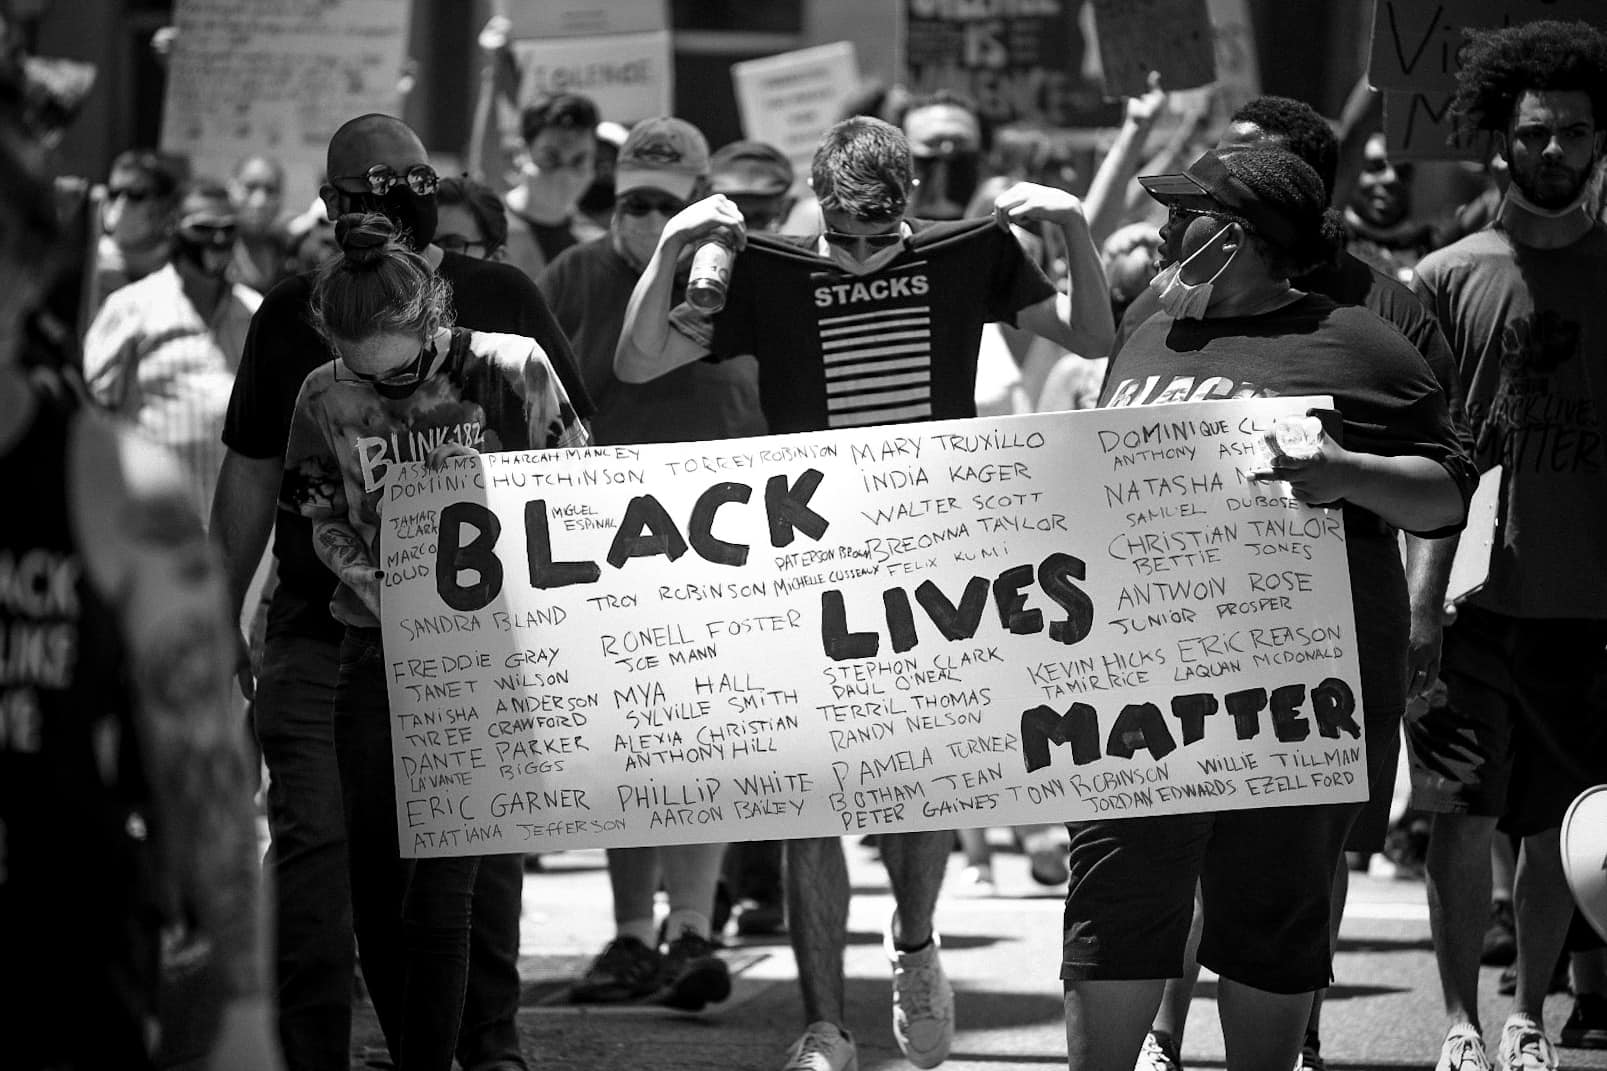 VIOLENCE
IS
VIOLENCE
STACKS
BLINK-182
BLACK
BLACK LIVES
MATTER
PHAROAH MANLEY
DOMINIC HUTCHINSON
TORREY ROBINSON
MARY TRUXILLO
INDIA KAGER
WALTER SCOTT
DOMINIQUE CL
ANTHONY ASH
NATASHA M
SAMUEL DUBOSE
CHRISTIAN TAYLOR
BETTIE JONES
ANTWON ROSE
JUNIOR PROSPER
JAMAR
CLARK
MARCO
LOUD
MIGUEL
ESPINAL
BLACK
PATERSON BROWN
BREONNA TAYLOR
MICHELLE CUSSEAUX
FELIX KUMI
TROY ROBINSON
LIVES
SANDRA BLAND
FREDDIE GRAY
JANET WILSON
TANISHA ANDERSON
TYREE CRAWFORD
DANTE PARKER
LA'VANTE BIGGS
ERIC GARNER
ATATIANA JEFFERSON
RONELL FOSTER
JOE MANN
MYA HALL
SYLVILLE SMITH
ALEXIA CHRISTIAN
ANTHONY HILL
PHILLIP WHITE
AARON BAILEY
STEPHON CLARK
PAUL O'NEAL
TERRIL THOMAS
RANDY NELSON
PAMELA TURNER
BOTHAM JEAN
PETER GAINES
KEVIN HICKS
ERIC REASON
TAMIR RICE
LAQUAN MCDONALD
MATTER
TONY ROBINSON
WILLIE TILLMAN
JORDAN EDWARDS
EZELL FORD